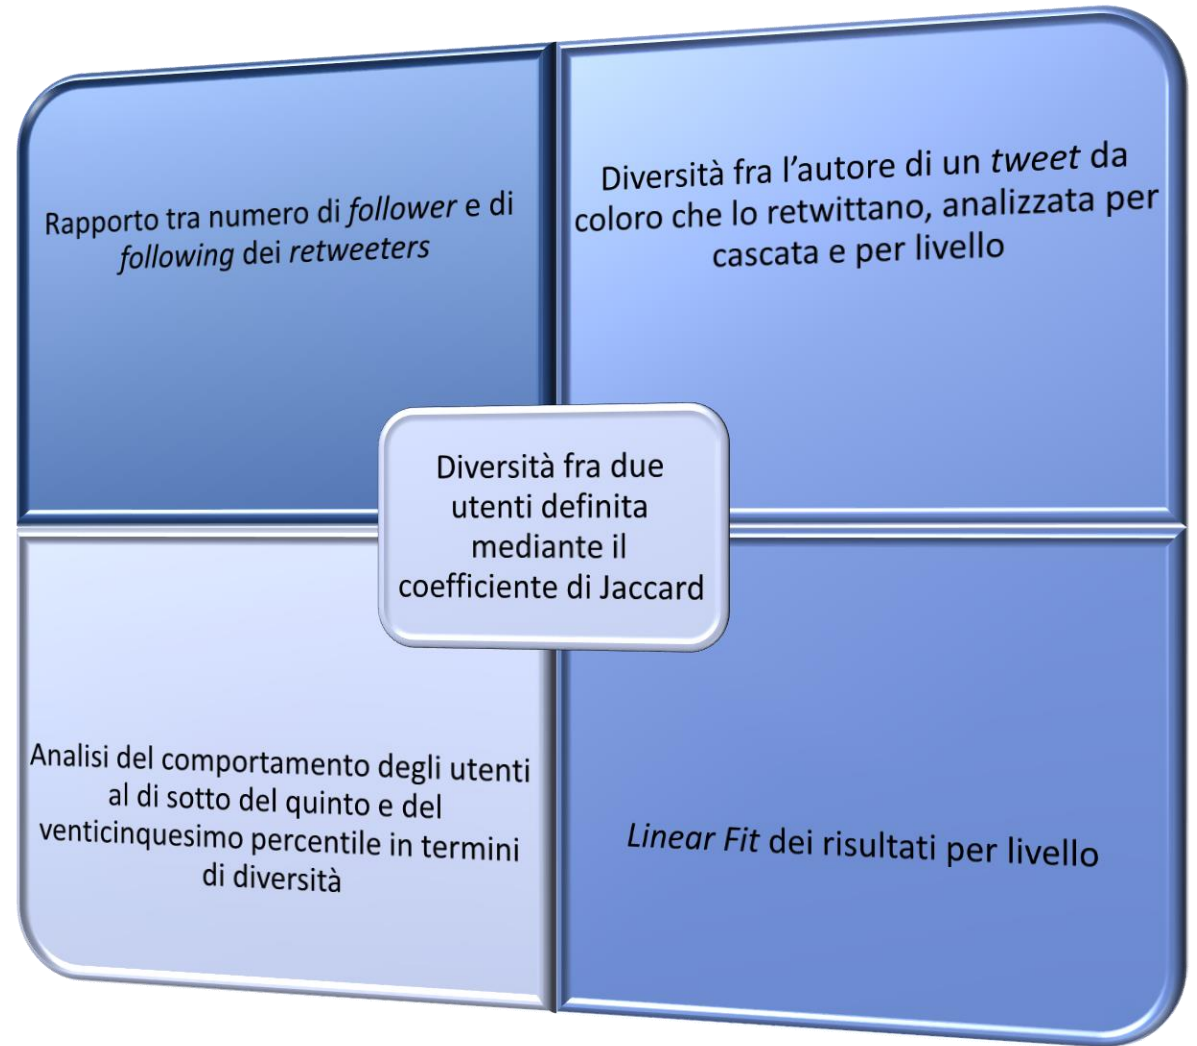 Rapporto tra numero di follower e di
following dei retweeters
Diversità fra l'autore di un tweet da
coloro che lo retwittano, analizzata per
cascata e per livello
Diversità fra due
utenti definita
mediante il
coefficiente di Jaccard
Analisi del comportamento degli utenti
al di sotto del quinto e del
venticinquesimo percentile in termini
di diversità
Linear Fit dei risultati per livello